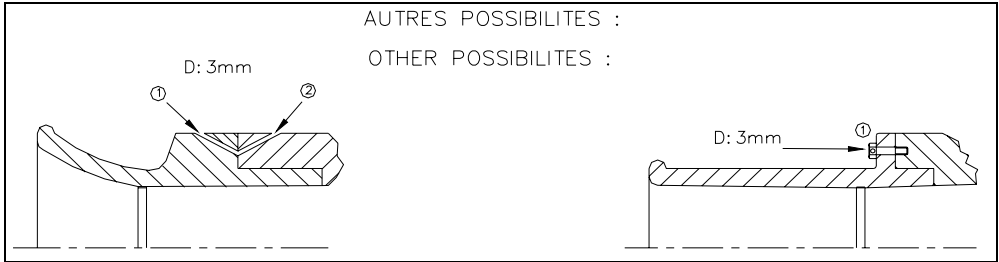 AUTRES POSSIBILITES :
OTHER POSSIBILITES :
D: 3mm
1
2
D: 3mm
1